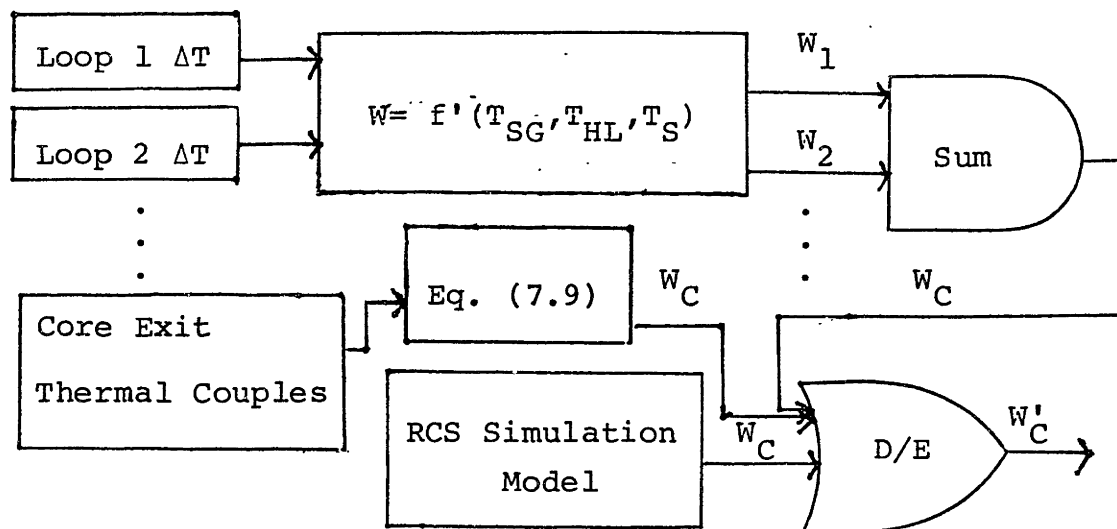 Loop 1 ΔT
Loop 2 ΔT
W= f'(T_SG,T_HL,T_S)
W_1
W_2
Sum
Core Exit
Thermal Couples
Eq. (7.9)
W_C
W_C
RCS Simulation
Model
W_C
D/E
W'_C